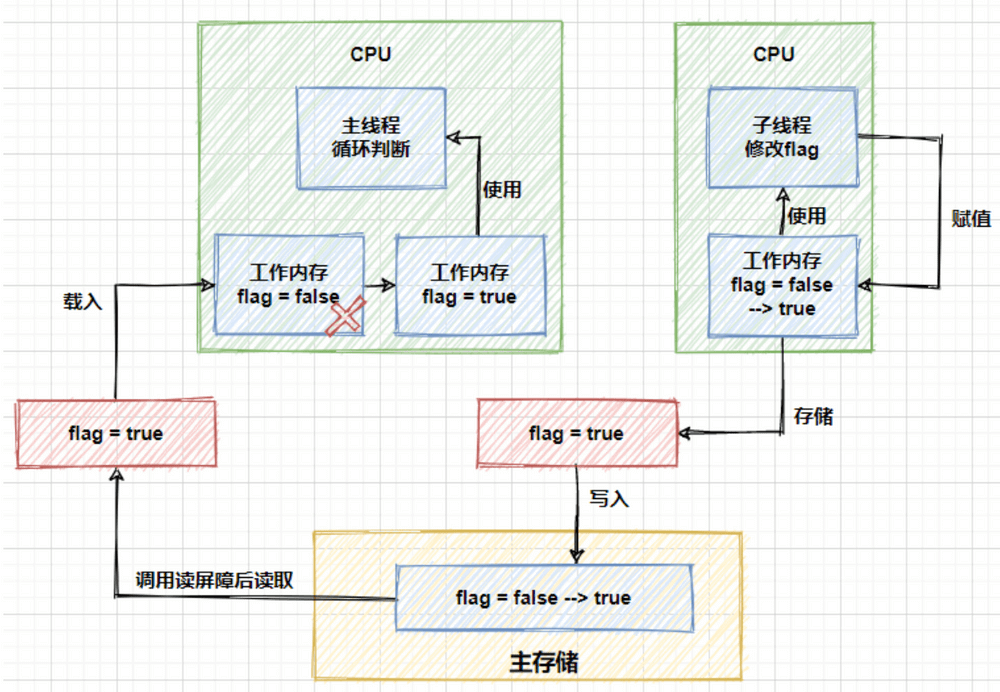 CPU
CPU
主线程
循环判断
子线程
修改flag
使用
使用
赋值
工作内存
flag = false
工作内存
flag = true
工作内存
flag = false
--> true
载入
flag = true
flag = true
存储
写入
调用读屏障后读取
flag = false --> true
主存储